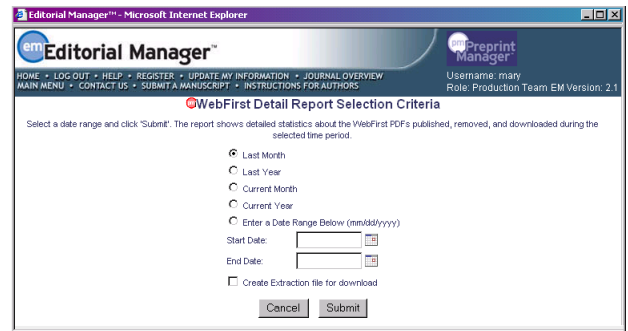 Editorial Manager™ - Microsoft Internet Explorer
em Editorial Manager™
pm Preprint Manager™
HOME • LOG OUT • HELP • REGISTER • UPDATE MY INFORMATION • JOURNAL OVERVIEW
MAIN MENU • CONTACT US • SUBMIT A MANUSCRIPT • INSTRUCTIONS FOR AUTHORS
Username: mary
Role: Production Team EM Version: 2.1
WebFirst Detail Report Selection Criteria
Select a date range and click 'Submit'. The report shows detailed statistics about the WebFirst PDFs published, removed, and downloaded during the
selected time period.
Last Month
Last Year
Current Month
Current Year
Enter a Date Range Below (mm/dd/yyyy)
Start Date:
End Date:
Create Extraction file for download
Cancel Submit